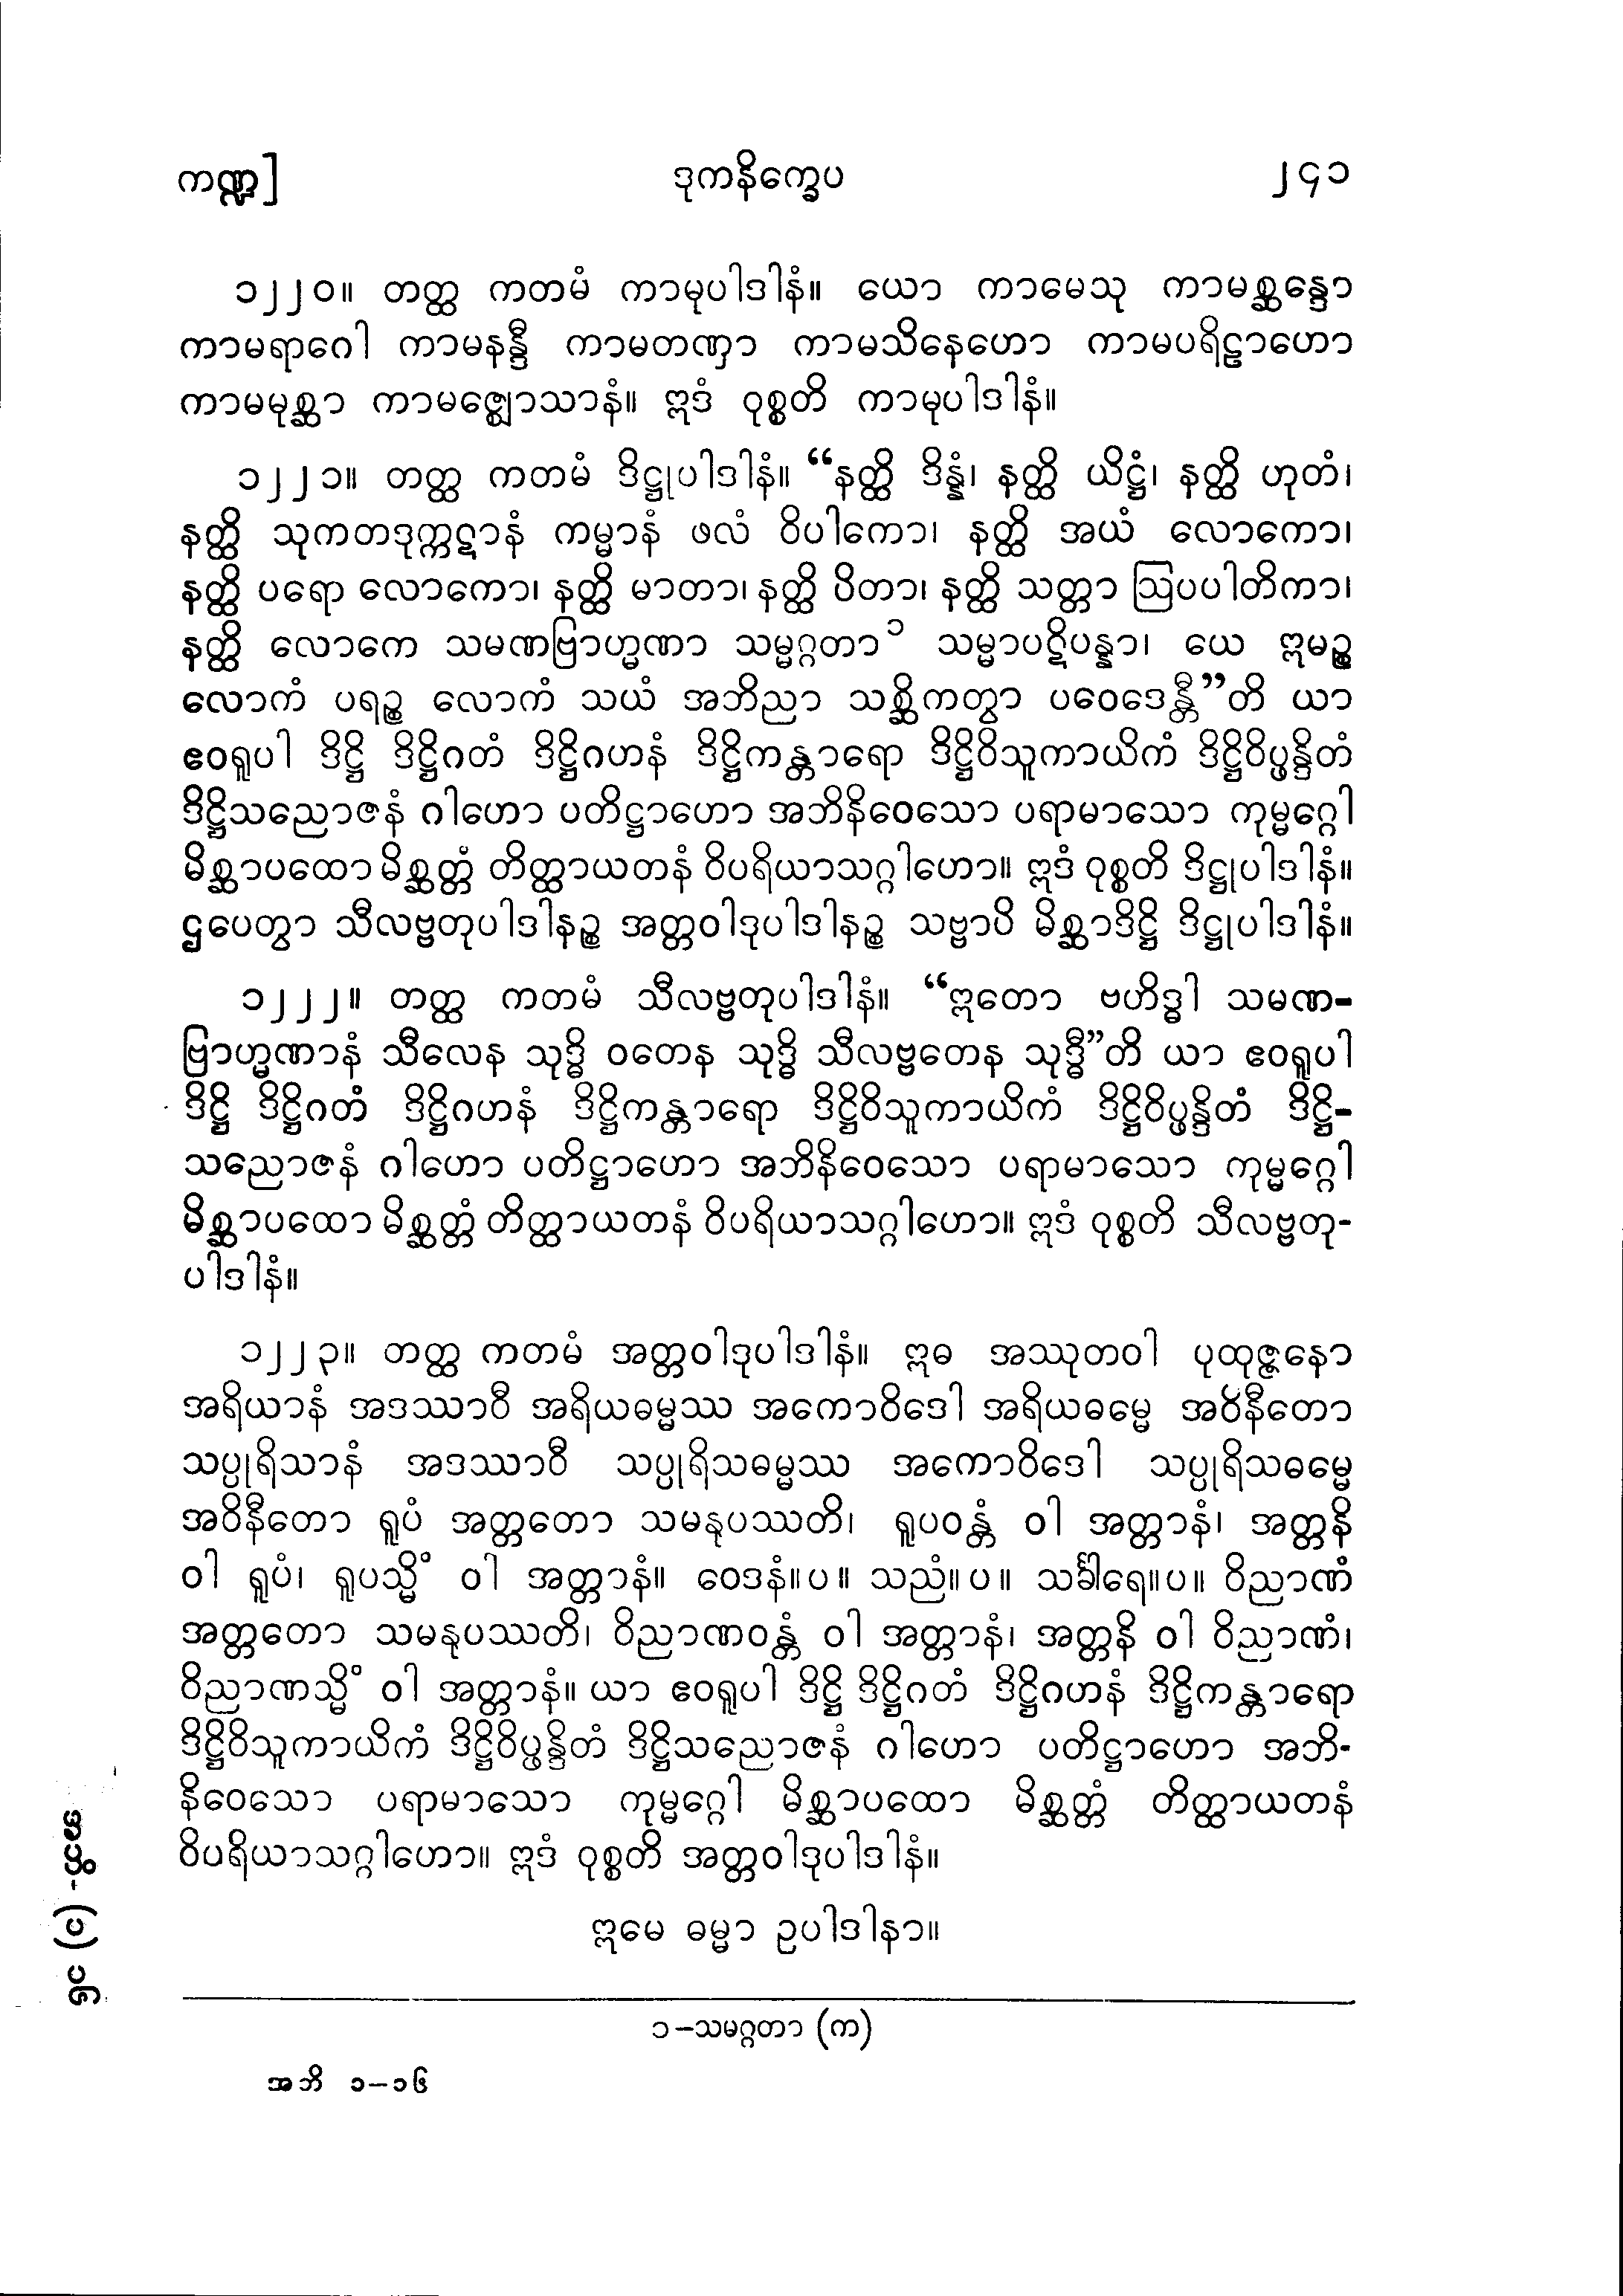 ကဏ္ဍ] ဒုကနိက္ခေပ ၂၄၁
၁၂၂၀။ တတ္ထ ကတမံ ကာမုပါဒါနံ။ ယော ကာမေသု ကာမစ္ဆန္ဒော
ကာမရာဂေါ ကာမနန္ဒီ ကာမတဏှာ ကာမသိနေဟော ကာမပရိဠာဟော
ကာမမုစ္ဆာ ကာမဇ္ဈောသာနံ။ ဣဒံ ဝုစ္စတိ ကာမုပါဒါနံ။
၁၂၂၁။ တတ္ထ ကတမံ ဒိဋ္ဌုပါဒါနံ။ “နတ္ထိ ဒိန္နံ၊ နတ္ထိ ယိဋ္ဌံ၊ နတ္ထိ ဟုတံ၊
နတ္ထိ သုကတဒုက္ကဋာနံ ကမ္မာနံ ဖလံ ဝိပါကော၊ နတ္ထိ အယံ လောကော၊
နတ္ထိ ပရော လောကော၊ နတ္ထိ မာတာ၊ နတ္ထိ ပိတာ၊ နတ္ထိ သတ္တာ ဩပပါတိကာ၊
နတ္ထိ လောကေ သမဏဗြာဟ္မဏာ သမ္မဂ္ဂတာ ၁ သမ္မာပဋိပန္နာ၊ ယေ ဣမဉ္စ
လောကံ ပရဉ္စ လောကံ သယံ အဘိညာ သစ္ဆိကတွာ ပဝေဒေန္တီ”တိ ယာ
ဧဝရူပါ ဒိဋ္ဌိ ဒိဋ္ဌိဂတံ ဒိဋ္ဌိဂဟနံ ဒိဋ္ဌိကန္တာရော ဒိဋ္ဌိဝိသူကာယိကံ ဒိဋ္ဌိဝိပ္ဖန္ဒိတံ
ဒိဋ္ဌိသညောဇနံ ဂါဟော ပတိဋ္ဌာဟော အဘိနိဝေသော ပရာမာသော ကုမ္မဂ္ဂေါ
မိစ္ဆာပထော မိစ္ဆတ္တံ တိတ္ထာယတနံ ဝိပရိယာသဂ္ဂါဟော။ ဣဒံ ဝုစ္စတိ ဒိဋ္ဌုပါဒါနံ။
ဌပေတွာ သီလဗ္ဗတုပါဒါနဉ္စ အတ္တဝါဒုပါဒါနဉ္စ သဗ္ဗာပိ မိစ္ဆာဒိဋ္ဌိ ဒိဋ္ဌုပါဒါနံ။
၁၂၂၂။ တတ္ထ ကတမံ သီလဗ္ဗတုပါဒါနံ။ “ဣတော ဗဟိဒ္ဓါ သမဏ-
ဗြာဟ္မဏာနံ သီလေန သုဒ္ဓိ ဝတေန သုဒ္ဓိ သီလဗ္ဗတေန သုဒ္ဓီ”တိ ယာ ဧဝရူပါ
ဒိဋ္ဌိ ဒိဋ္ဌိဂတံ ဒိဋ္ဌိဂဟနံ ဒိဋ္ဌိကန္တာရော ဒိဋ္ဌိဝိသူကာယိကံ ဒိဋ္ဌိဝိပ္ဖန္ဒိတံ ဒိဋ္ဌိ-
သညောဇနံ ဂါဟော ပတိဋ္ဌာဟော အဘိနိဝေသော ပရာမာသော ကုမ္မဂ္ဂေါ
မိစ္ဆာပထော မိစ္ဆတ္တံ တိတ္ထာယတနံ ဝိပရိယာသဂ္ဂါဟော။ ဣဒံ ဝုစ္စတိ သီလဗ္ဗတု-
ပါဒါနံ။
၁၂၂၃။ တတ္ထ ကတမံ အတ္တဝါဒုပါဒါနံ။ ဣဓ အဿုတဝါ ပုထုဇ္ဇနော
အရိယာနံ အဒဿာဝီ အရိယဓမ္မဿ အကောဝိဒေါ အရိယဓမ္မေ အဝိနီတော
သပ္ပုရိသာနံ အဒဿာဝီ သပ္ပုရိသဓမ္မဿ အကောဝိဒေါ သပ္ပုရိသဓမ္မေ
အဝိနီတော ရူပံ အတ္တတော သမနုပဿတိ၊ ရူပဝန္တံ ဝါ အတ္တာနံ၊ အတ္တနိ
ဝါ ရူပံ၊ ရူပသ္မိံ ဝါ အတ္တာနံ။ ဝေဒနံ။ပ။ သညံ။ပ။ သင်္ခါရေ။ပ။ ဝိညာဏံ
အတ္တတော သမနုပဿတိ၊ ဝိညာဏဝန္တံ ဝါ အတ္တာနံ၊ အတ္တနိ ဝါ ဝိညာဏံ၊
ဝိညာဏသ္မိံ ဝါ အတ္တာနံ။ ယာ ဧဝရူပါ ဒိဋ္ဌိ ဒိဋ္ဌိဂတံ ဒိဋ္ဌိဂဟနံ ဒိဋ္ဌိကန္တာရော
ဒိဋ္ဌိဝိသူကာယိကံ ဒိဋ္ဌိဝိပ္ဖန္ဒိတံ ဒိဋ္ဌိသညောဇနံ ဂါဟော ပတိဋ္ဌာဟော အဘိ-
နိဝေသော ပရာမာသော ကုမ္မဂ္ဂေါ မိစ္ဆာပထော မိစ္ဆတ္တံ တိတ္ထာယတနံ
ဝိပရိယာသဂ္ဂါဟော။ ဣဒံ ဝုစ္စတိ အတ္တဝါဒုပါဒါနံ။
ဣမေ ဓမ္မာ ဥပါဒါနာ။
၁-သမဂ္ဂတာ (က)
အဘိ ၁-၁၆